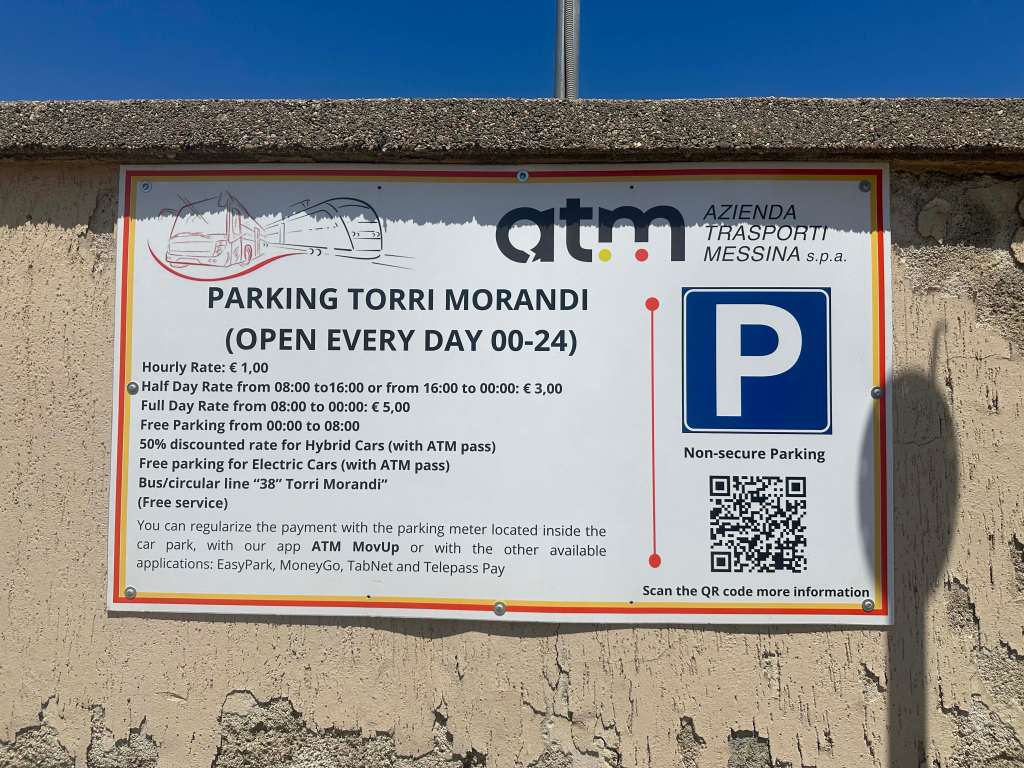 atm AZIENDA
TRASPORTI
MESSINA s.p.a.
PARKING TORRI MORANDI
(OPEN EVERY DAY 00-24)
Hourly Rate: € 1,00
Half Day Rate from 08:00 to16:00 or from 16:00 to 00:00: € 3,00
Full Day Rate from 08:00 to 00:00: € 5,00
Free Parking from 00:00 to 08:00
50% discounted rate for Hybrid Cars (with ATM pass)
Free parking for Electric Cars (with ATM pass)
Bus/circular line “38” Torri Morandi”
(Free service)
You can regularize the payment with the parking meter located inside the
car park, with our app ATM MovUp or with the other available
applications: EasyPark, MoneyGo, TabNet and Telepass Pay
P
Non-secure Parking
Scan the QR code more information